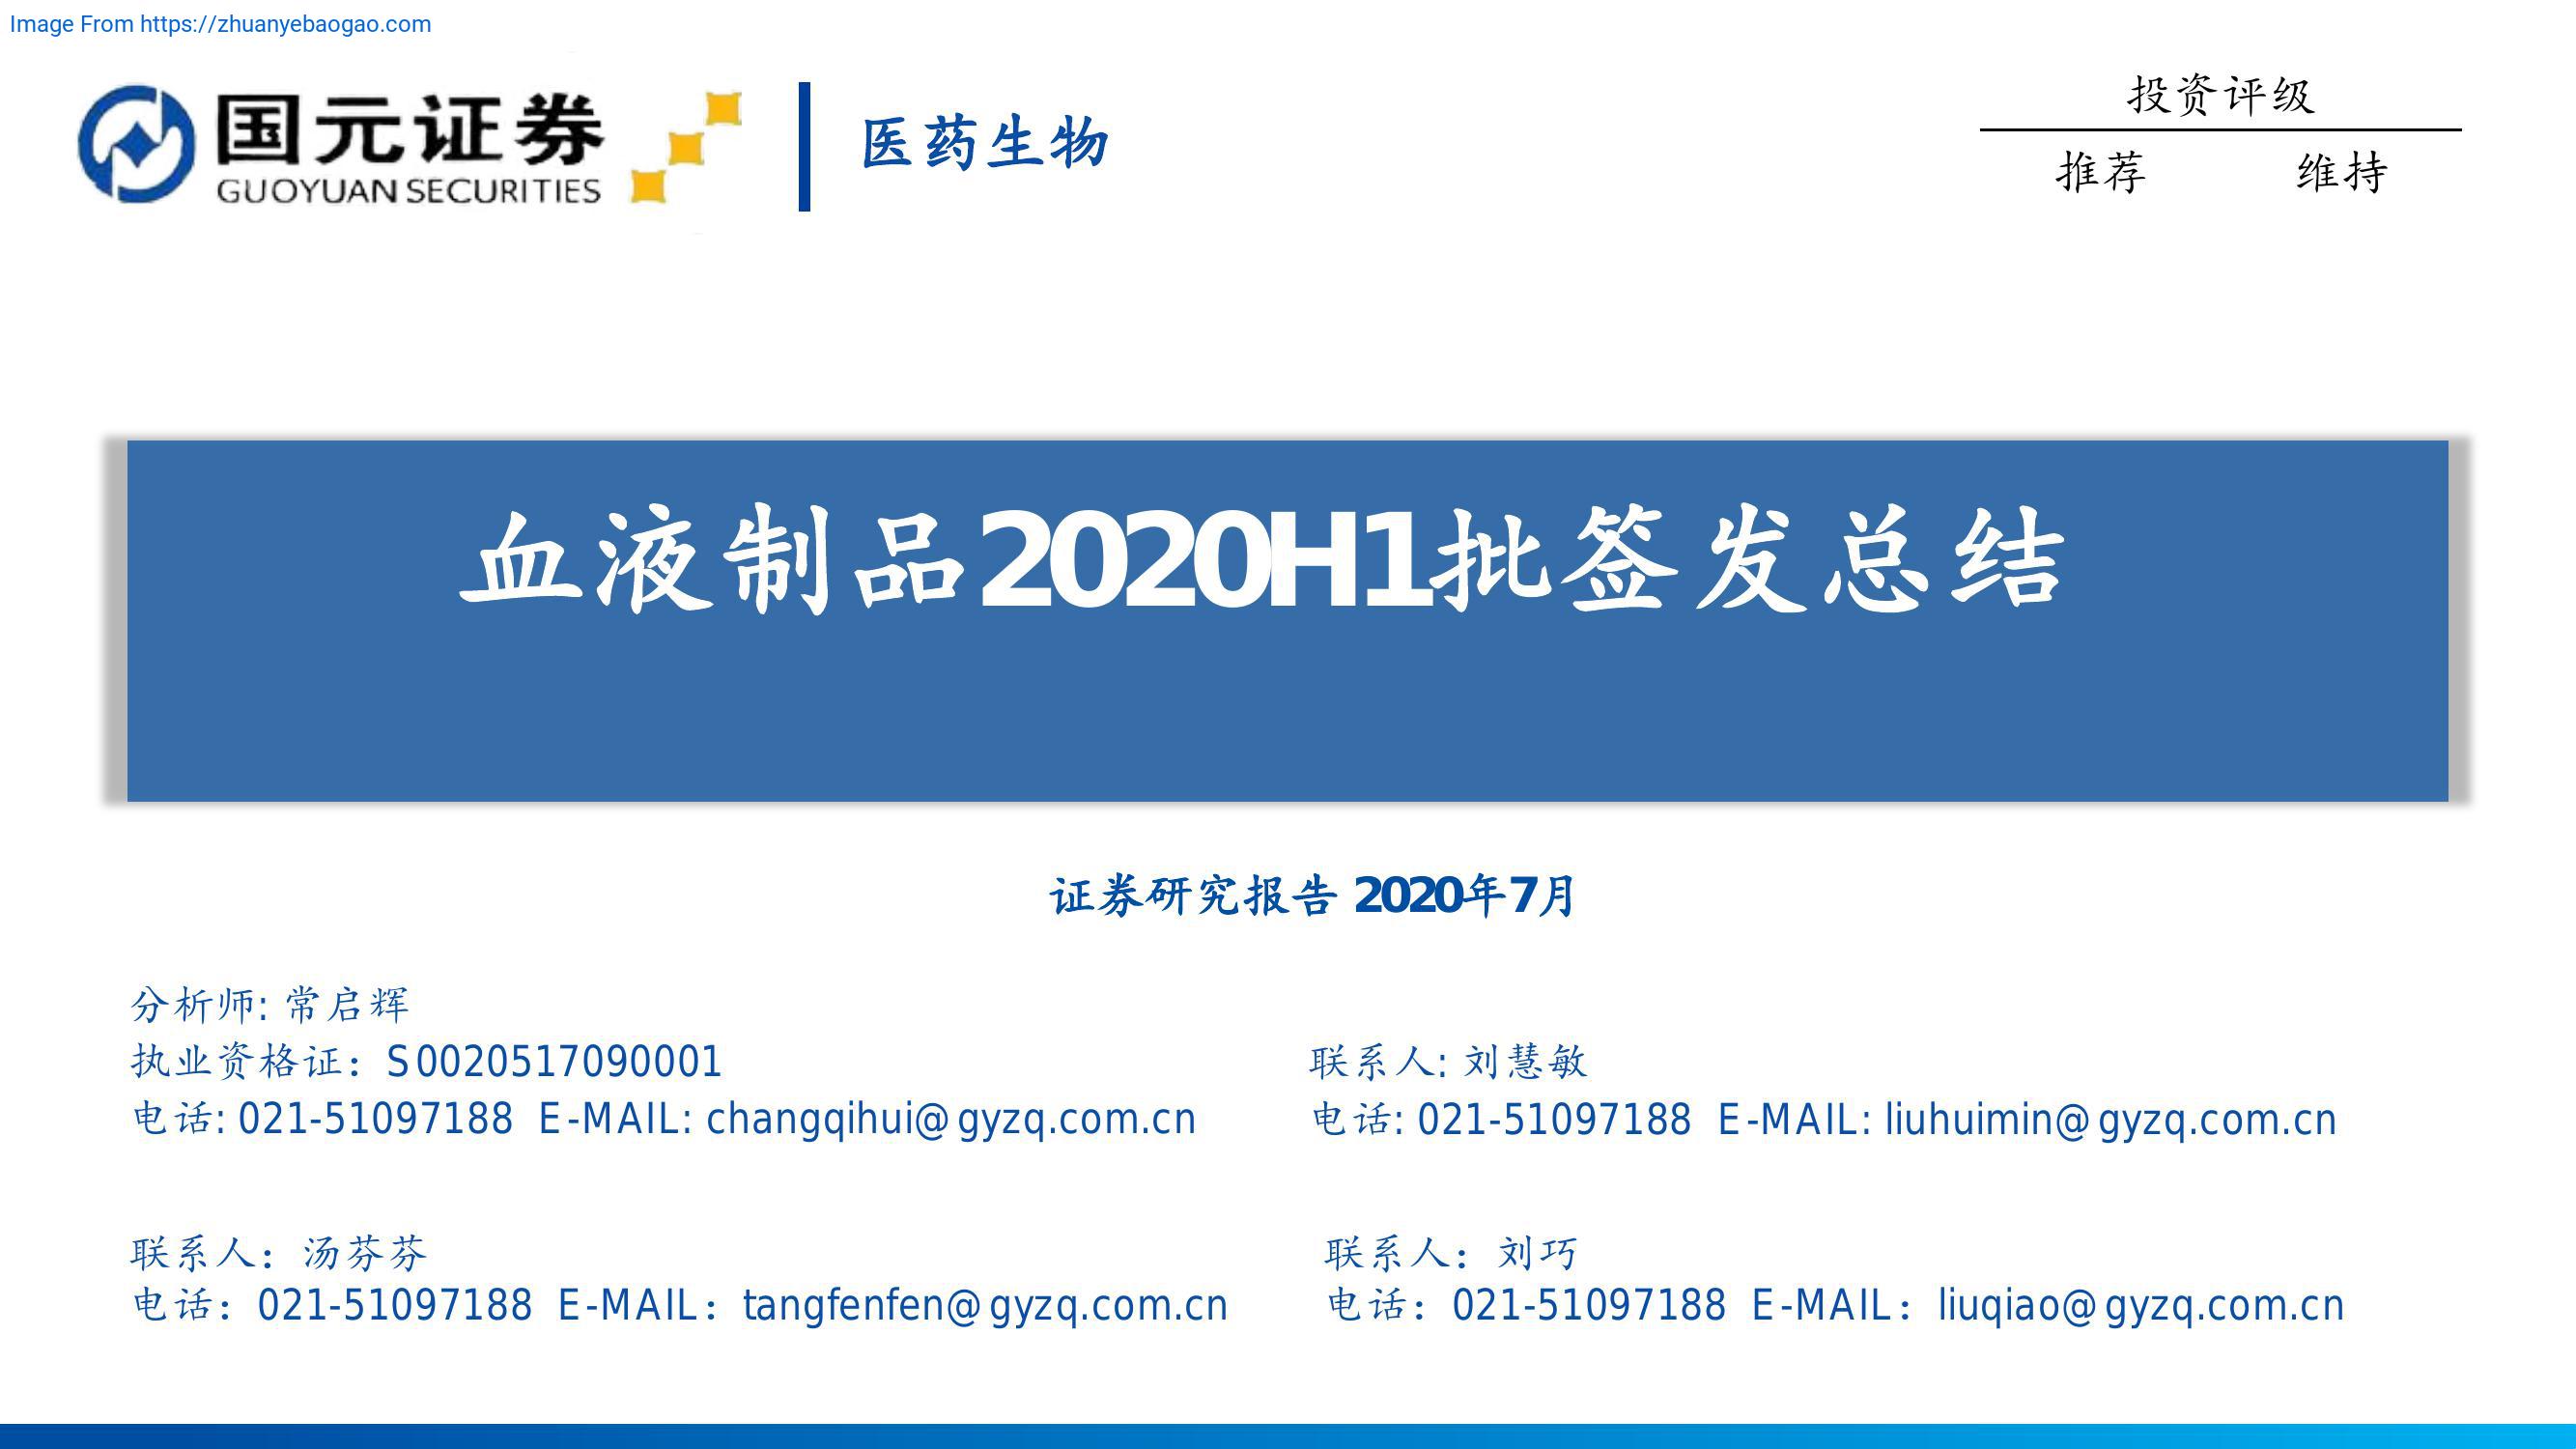 Image From https://zhuanyebaogao.com
国元证券
GUOYUAN SECURITIES
医药生物
投资评级
推荐 维持
血液制品2020H1批签发总结
证券研究报告 2020年7月
分析师: 常启辉
执业资格证：S0020517090001
电话: 021-51097188 E-MAIL: changqihui@gyzq.com.cn
联系人: 刘慧敏
电话: 021-51097188 E-MAIL: liuhuimin@gyzq.com.cn
联系人：汤芬芬
电话：021-51097188 E-MAIL：tangfenfen@gyzq.com.cn
联系人：刘巧
电话：021-51097188 E-MAIL：liuqiao@gyzq.com.cn